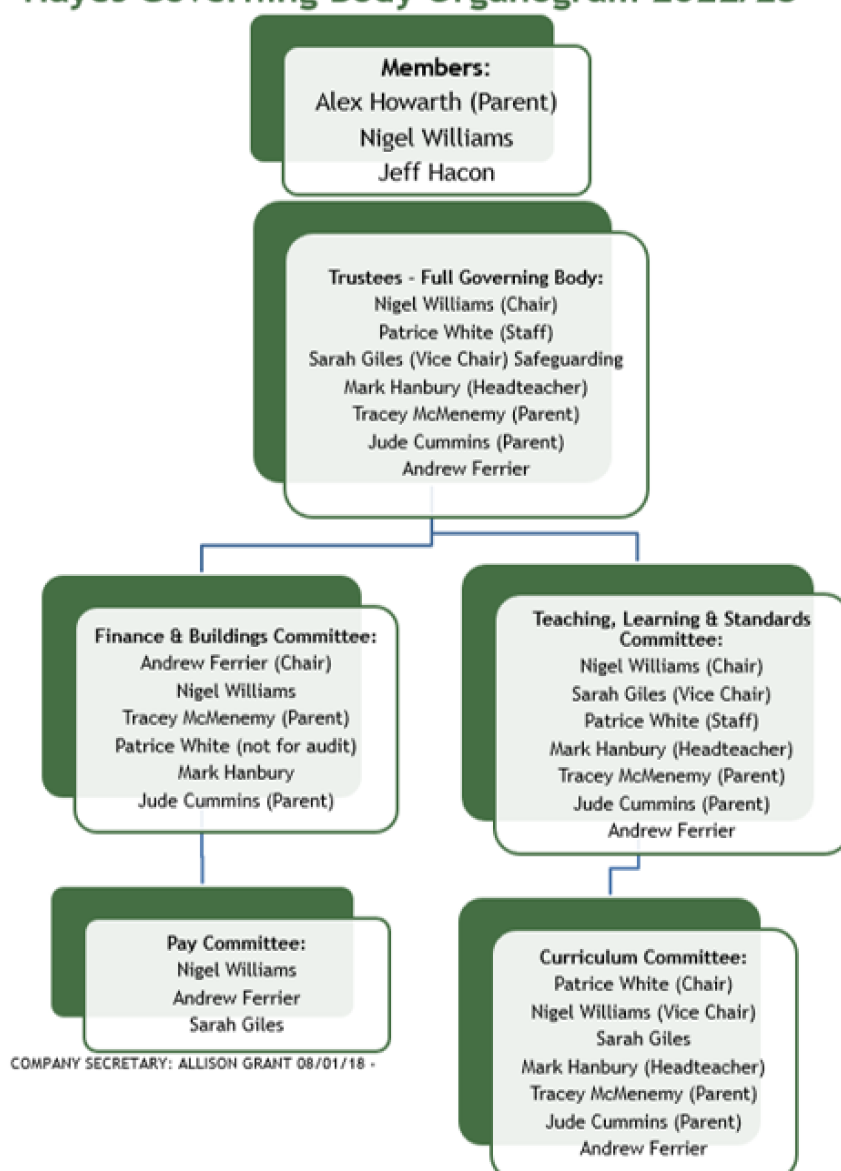 Hayes Governing Body Organogram 2022/23
Members:
Alex Howarth (Parent)
Nigel Williams
Jeff Hacon
Trustees - Full Governing Body:
Nigel Williams (Chair)
Patrice White (Staff)
Sarah Giles (Vice Chair) Safeguarding
Mark Hanbury (Headteacher)
Tracey McMenemy (Parent)
Jude Cummins (Parent)
Andrew Ferrier
Finance & Buildings Committee:
Andrew Ferrier (Chair)
Nigel Williams
Tracey McMenemy (Parent)
Patrice White (not for audit)
Mark Hanbury
Jude Cummins (Parent)
Teaching, Learning & Standards
Committee:
Nigel Williams (Chair)
Sarah Giles (Vice Chair)
Patrice White (Staff)
Mark Hanbury (Headteacher)
Tracey McMenemy (Parent)
Jude Cummins (Parent)
Andrew Ferrier
Pay Committee:
Nigel Williams
Andrew Ferrier
Sarah Giles
COMPANY SECRETARY: ALLISON GRANT 08/01/18 -
Curriculum Committee:
Patrice White (Chair)
Nigel Williams (Vice Chair)
Sarah Giles
Mark Hanbury (Headteacher)
Tracey McMenemy (Parent)
Jude Cummins (Parent)
Andrew Ferrier